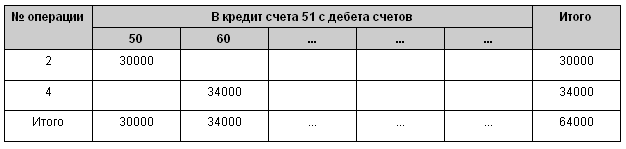 № операции В кредит счета 51 с дебета счетов Итого
50 60 ... ... ...
2 30000 30000
4 34000 34000
Итого 30000 34000 ... ... ... 64000